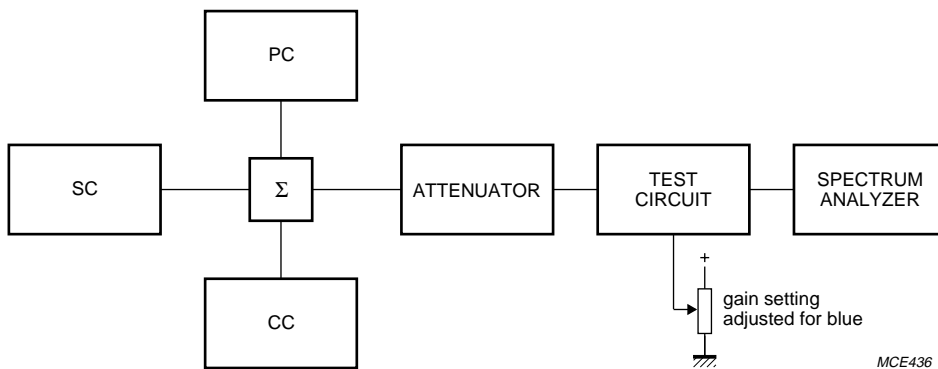 PC
SC
Σ
ATTENUATOR
TEST
CIRCUIT
SPECTRUM
ANALYZER
CC
+
gain setting
adjusted for blue
MCE436